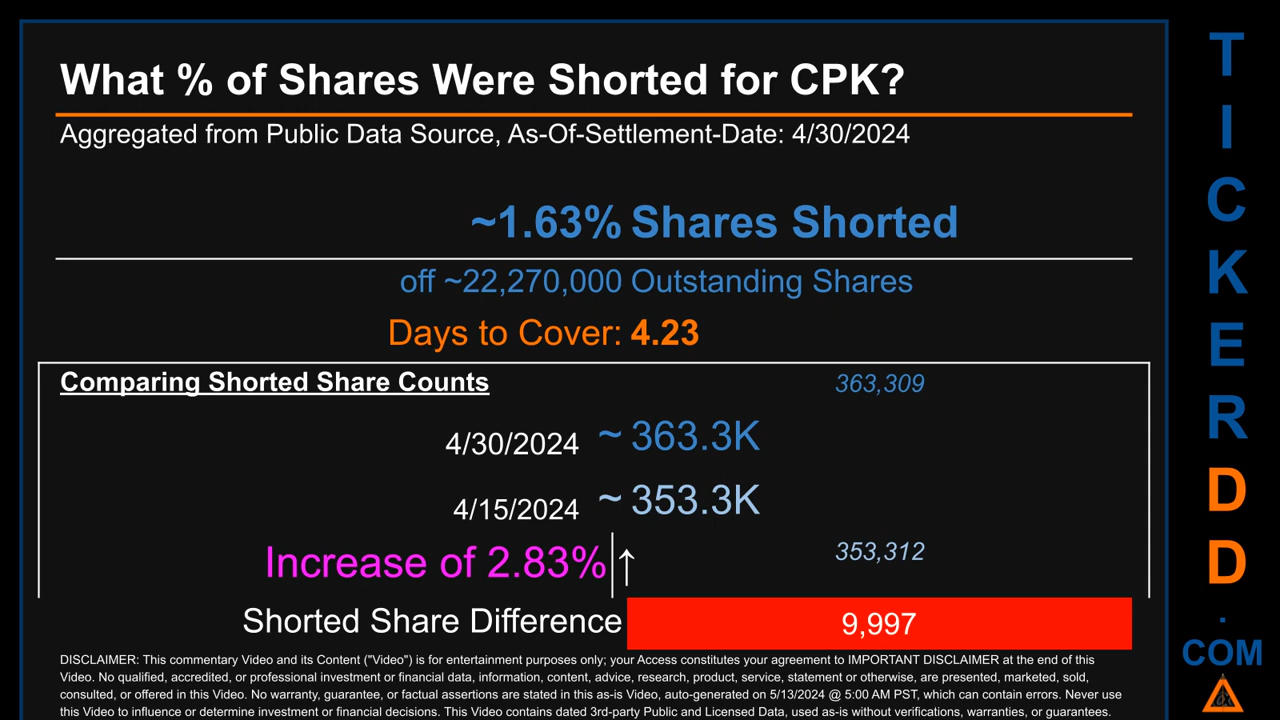 What % of Shares Were Shorted for CPK?
Aggregated from Public Data Source, As-Of-Settlement-Date: 4/30/2024
~1.63% Shares Shorted
off ~22,270,000 Outstanding Shares
Days to Cover: 4.23
Comparing Shorted Share Counts
363,309
4/30/2024 ~ 363.3K
4/15/2024 ~ 353.3K
353,312
Increase of 2.83% ↑
Shorted Share Difference 9,997
DISCLAIMER: This commentary Video and its Content ("Video") is for entertainment purposes only; your Access constitutes your agreement to IMPORTANT DISCLAIMER at the end of this
Video. No qualified, accredited, or professional investment or financial data, information, content, advice, research, product, service, statement or otherwise, are presented, marketed, sold,
consulted, or offered in this Video. No warranty, guarantee, or factual assertions are stated in this as-is Video, auto-generated on 5/13/2024 @ 5:00 AM PST, which can contain errors. Never use
this Video to influence or determine investment or financial decisions. This Video contains dated 3rd-party Public and Licensed Data, used as-is without verifications, warranties, or guarantees.
T
I
C
K
E
R
D
D
.
COM